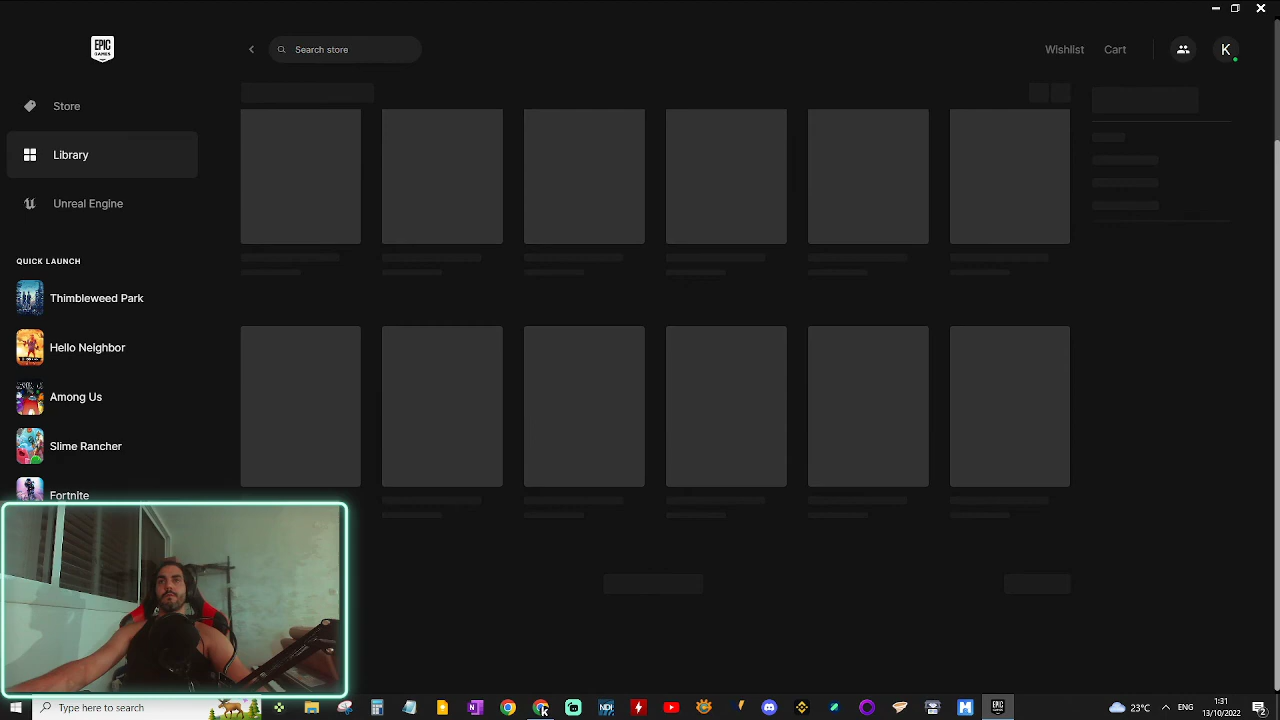 EPIC
GAMES
Search store
Wishlist
Cart
K
Store
Library
Unreal Engine
QUICK LAUNCH
Thimbleweed Park
Hello Neighbor
Among Us
Slime Rancher
Fortnite
Type here to search
23°C
ENG
1:31
13/10/2022